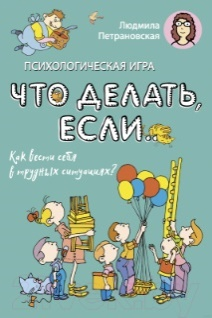 Людмила
Петрановская
ПСИХОЛОГИЧЕСКАЯ ИГРА
ЧТО ДЕЛАТЬ,
ЕСЛИ..
Как вести себя
в трудных ситуациях?